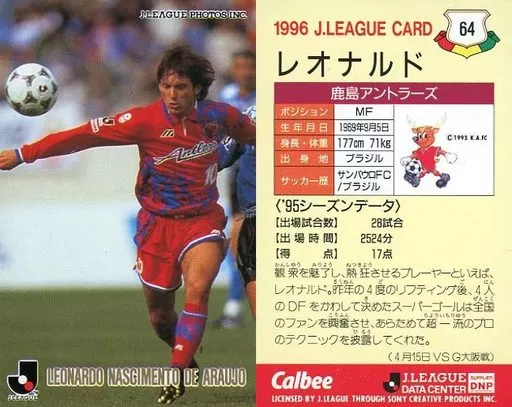 J.LEAGUE PHOTOS INC.
Antlers
10
J.LEAGUE
LEONARDO NASCIMENTO DE ARAUJO
1996 J.LEAGUE CARD
64
レオナルド
鹿島アントラーズ
ポジション MF
生年月日 1969年9月5日
身長・体重 177cm 71kg
出身地 ブラジル
サッカー歴 サンパウロFC/ブラジル
©1993 K.A.FC
〈'95シーズンデータ〉
【出場試合数】 28試合
【出場時間】 2524分
【得点】 17点
観衆を魅了し、熱狂させるプレーヤーといえば、
レオナルド。昨年の4度のリフティング後、4人
のDFをかわして決めたスーパーゴールは全国
のファンを興奮させ、あらためて超一流のプロ
のテクニックを披露してくれた。
(4月15日 VS G大阪戦)
Calbee
J.LEAGUE
DATA CENTER
SUPPLIER
DNP
LICENSED BY J.LEAGUE THROUGH SONY CREATIVE PRODUCTS INC.